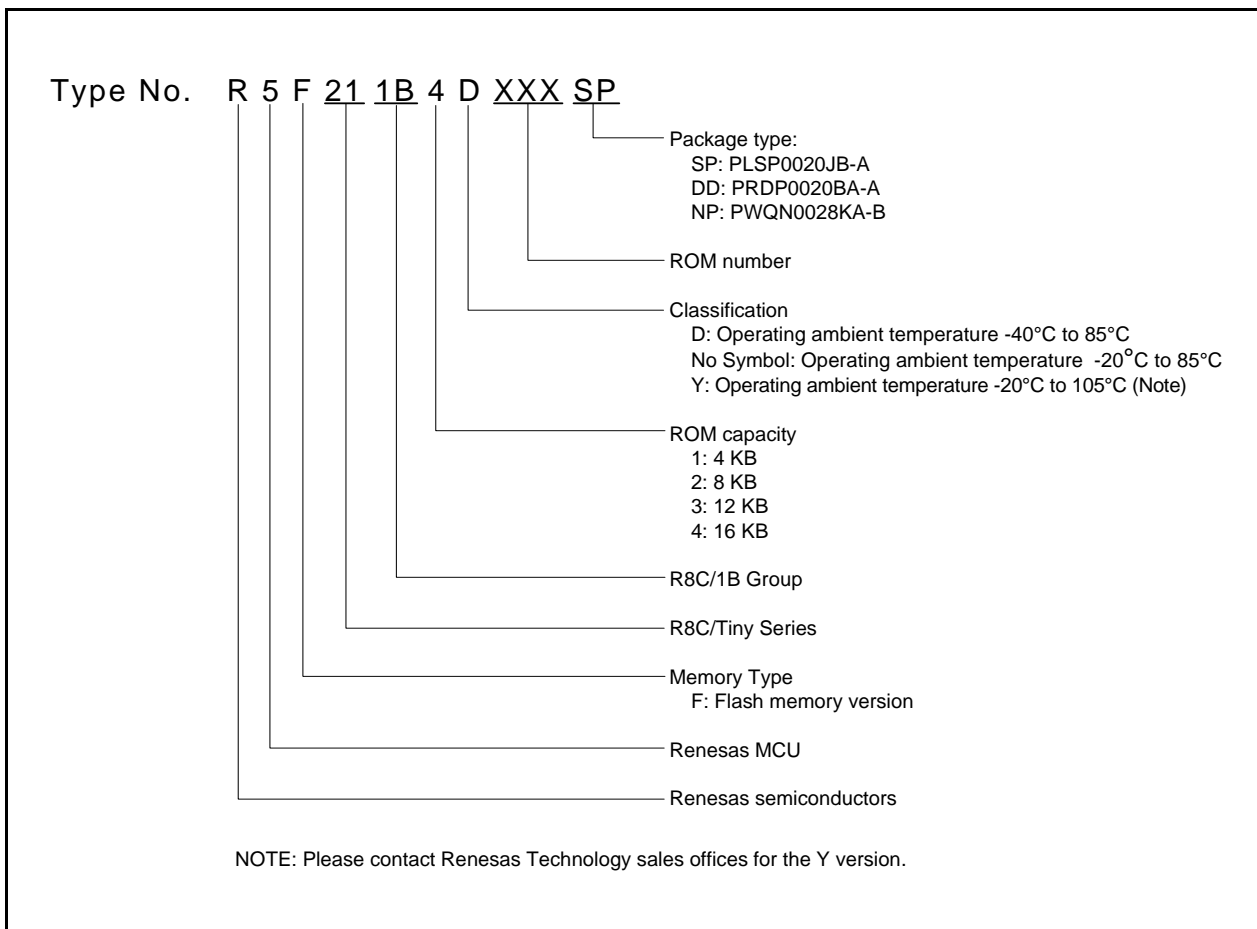 Type No. R 5 F 21 1B 4 D XXX SP
Package type:
SP: PLSP0020JB-A
DD: PRDP0020BA-A
NP: PWQN0028KA-B
ROM number
Classification
D: Operating ambient temperature -40°C to 85°C
No Symbol: Operating ambient temperature -20°C to 85°C
Y: Operating ambient temperature -20°C to 105°C (Note)
ROM capacity
1: 4 KB
2: 8 KB
3: 12 KB
4: 16 KB
R8C/1B Group
R8C/Tiny Series
Memory Type
F: Flash memory version
Renesas MCU
Renesas semiconductors
NOTE: Please contact Renesas Technology sales offices for the Y version.